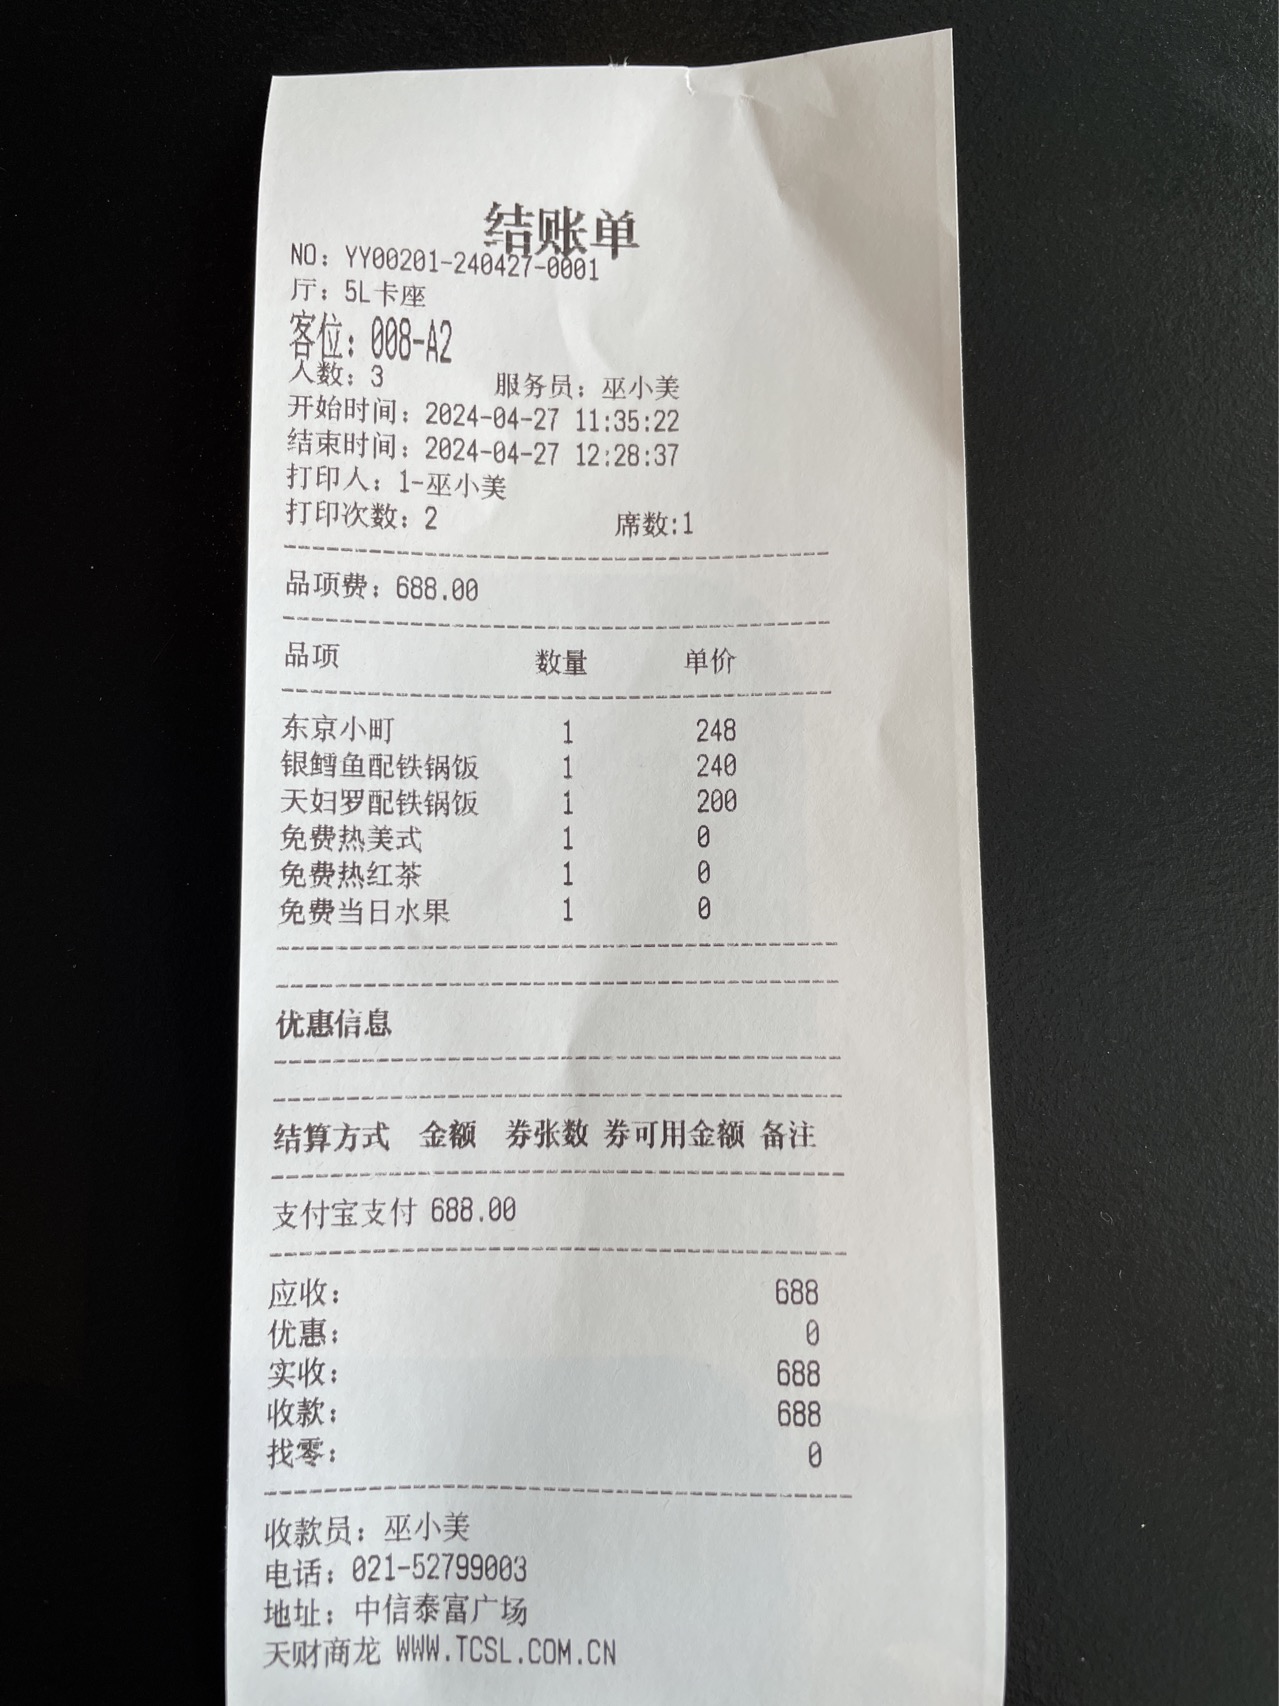 结账单
NO：YY00201-240427-0001
厅：5L卡座
客位：008-A2
人数：3 服务员：巫小美
开始时间：2024-04-27 11:35:22
结束时间：2024-04-27 12:28:37
打印人：1-巫小美
打印次数：2 席数:1
品项费：688.00
品项 数量 单价
东京小町 1 248
银鳕鱼配铁锅饭 1 240
天妇罗配铁锅饭 1 200
免费热美式 1 0
免费热红茶 1 0
免费当日水果 1 0
优惠信息
结算方式 金额 券张数 券可用金额 备注
支付宝支付 688.00
应收： 688
优惠： 0
实收： 688
收款： 688
找零： 0
收款员：巫小美
电话：021-52799003
地址：中信泰富广场
天财商龙 WWW.TCSL.COM.CN